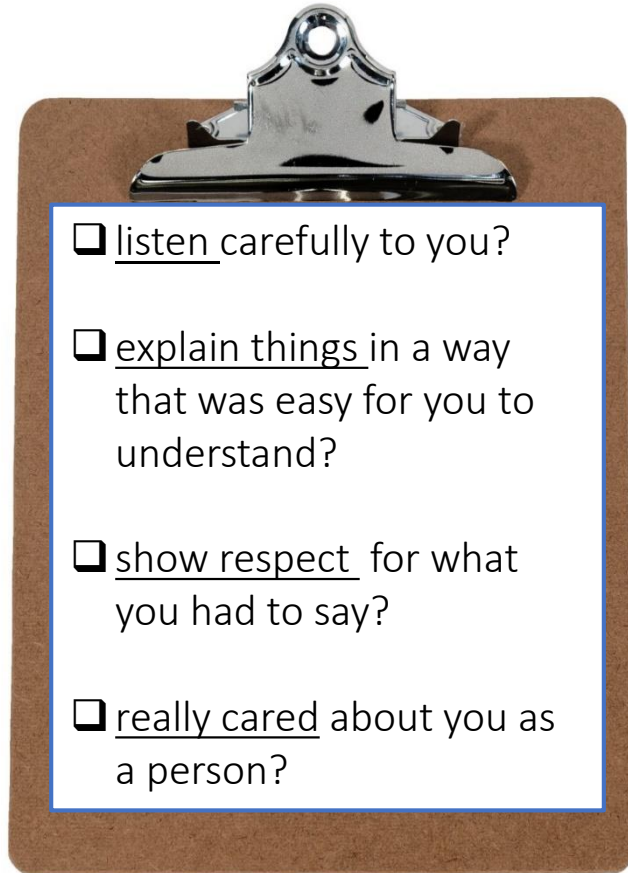 listen carefully to you?
explain things in a way
that was easy for you to
understand?
show respect for what
you had to say?
really cared about you as
a person?